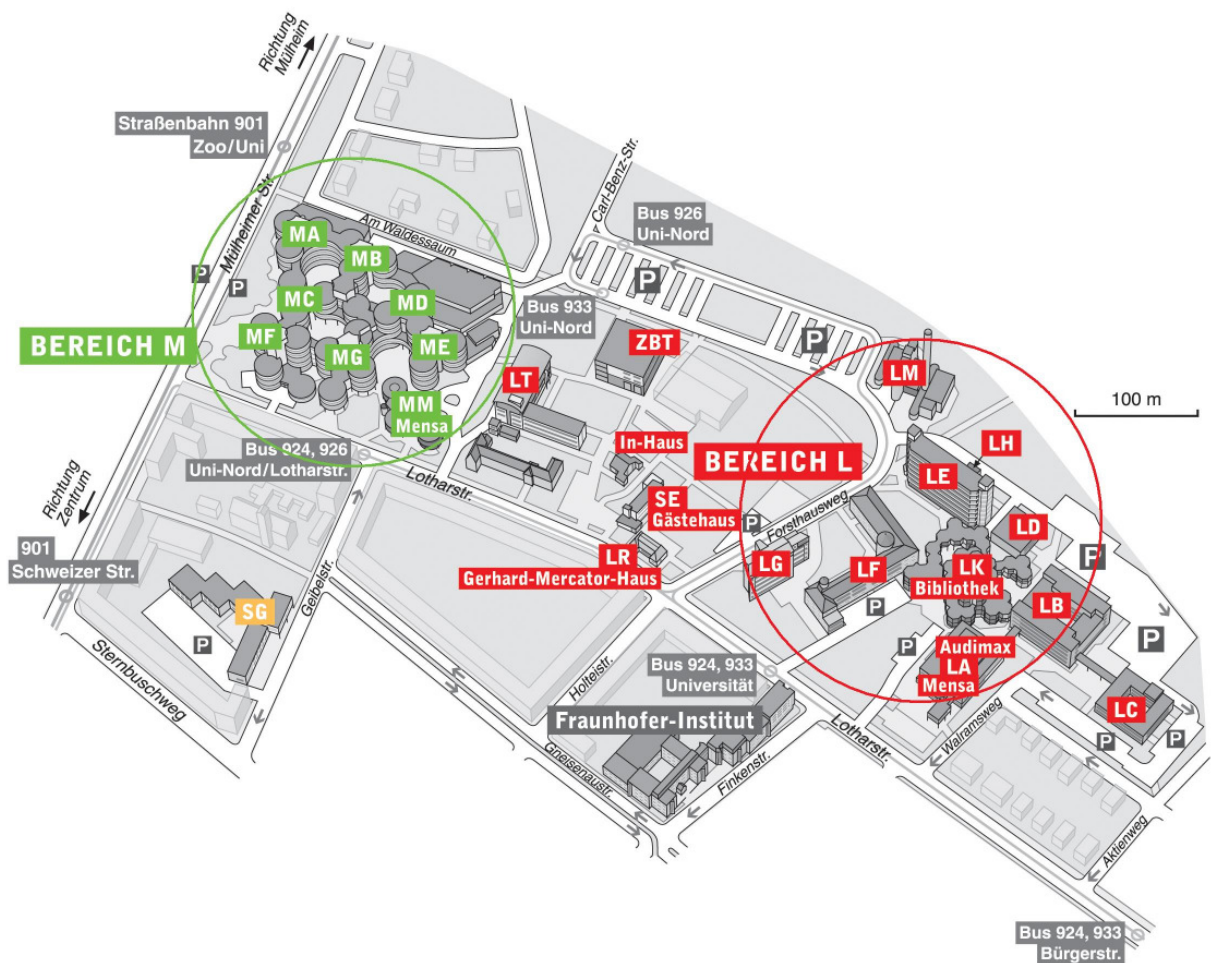 Richtung
Mülheim
Straßenbahn 901
Zoo/Uni
Mülheimer Str.
Carl-Benz-Str.
Am Waldessaum
Bus 926
Uni-Nord
MA
MB
MC
MD
MF
MG
ME
MM
Mensa
P
P
BEREICH M
Bus 933
Uni-Nord
P
P
ZBT
LT
LM
100 m
In-Haus
BEREICH L
LH
LE
Bus 924, 926
Uni-Nord/Lotharstr.
Lotharstr.
SE
Gästehaus
P
Forsthausweg
LD
P
Richtung
Zentrum
901
Schweizer Str.
LR
Gerhard-Mercator-Haus
LG
LF
LK
Bibliothek
LB
P
P
SG
P
Geibelstr.
Sternbuschweg
Audimax
LA
Mensa
P
Bus 924, 933
Universität
Holteistr.
Fraunhofer-Institut
LC
P
P
Lotharstr.
Walramsweg
Gneisenaustr.
Finkenstr.
Aktienweg
Bus 924, 933
Bürgerstr.